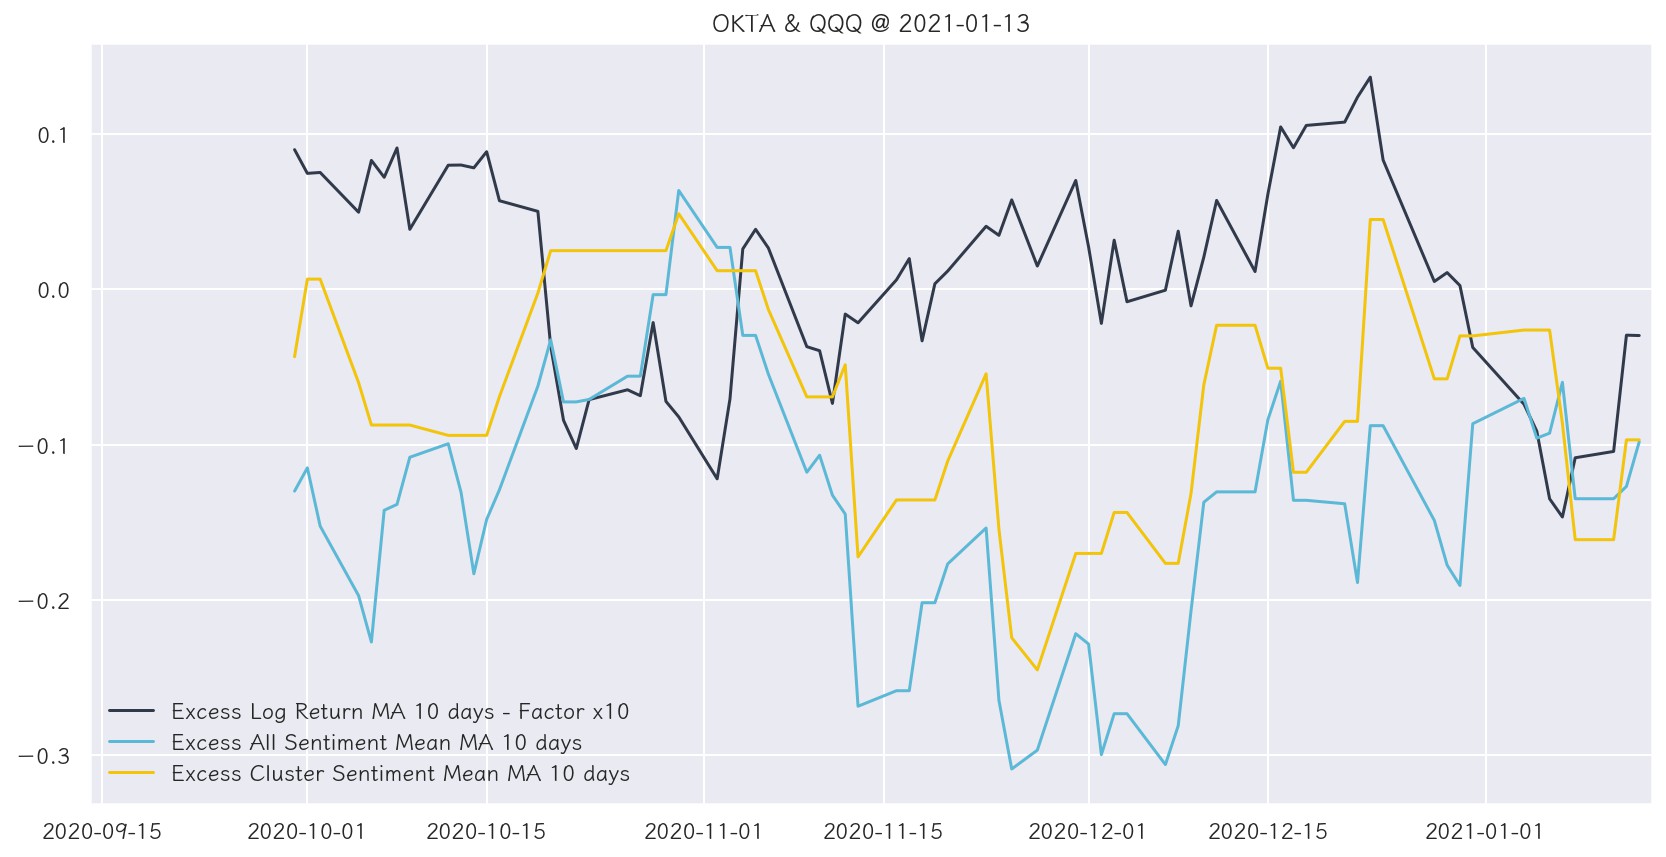 OKTA & QQQ @ 2021-01-13
0.1
0.0
−0.1
−0.2
−0.3
Excess Log Return MA 10 days - Factor x10
Excess All Sentiment Mean MA 10 days
Excess Cluster Sentiment Mean MA 10 days
2020-09-15 2020-10-01 2020-10-15 2020-11-01 2020-11-15 2020-12-01 2020-12-15 2021-01-01